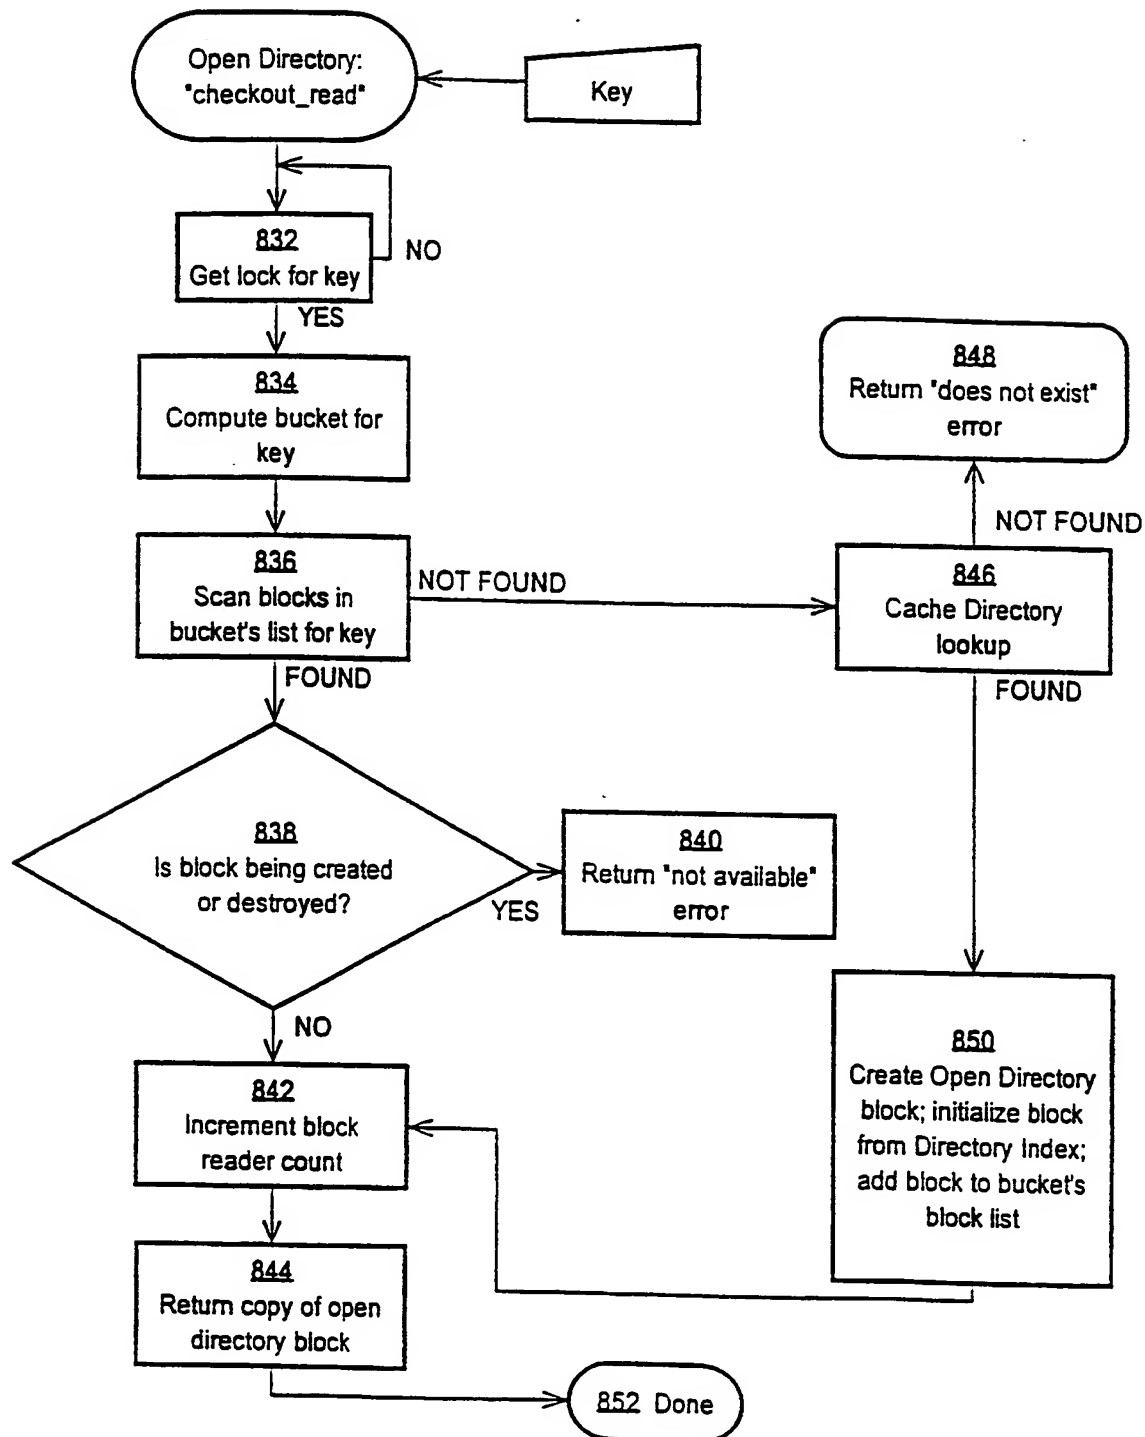 Open Directory:
"checkout_read"
Key
832
Get lock for key
NO
YES
834
Compute bucket for
key
836
Scan blocks in
bucket's list for key
NOT FOUND
FOUND
838
Is block being created
or destroyed?
YES
NO
840
Return "not available"
error
842
Increment block
reader count
844
Return copy of open
directory block
848
Return "does not exist"
error
NOT FOUND
846
Cache Directory
lookup
FOUND
850
Create Open Directory
block; initialize block
from Directory Index;
add block to bucket's
block list
852 Done